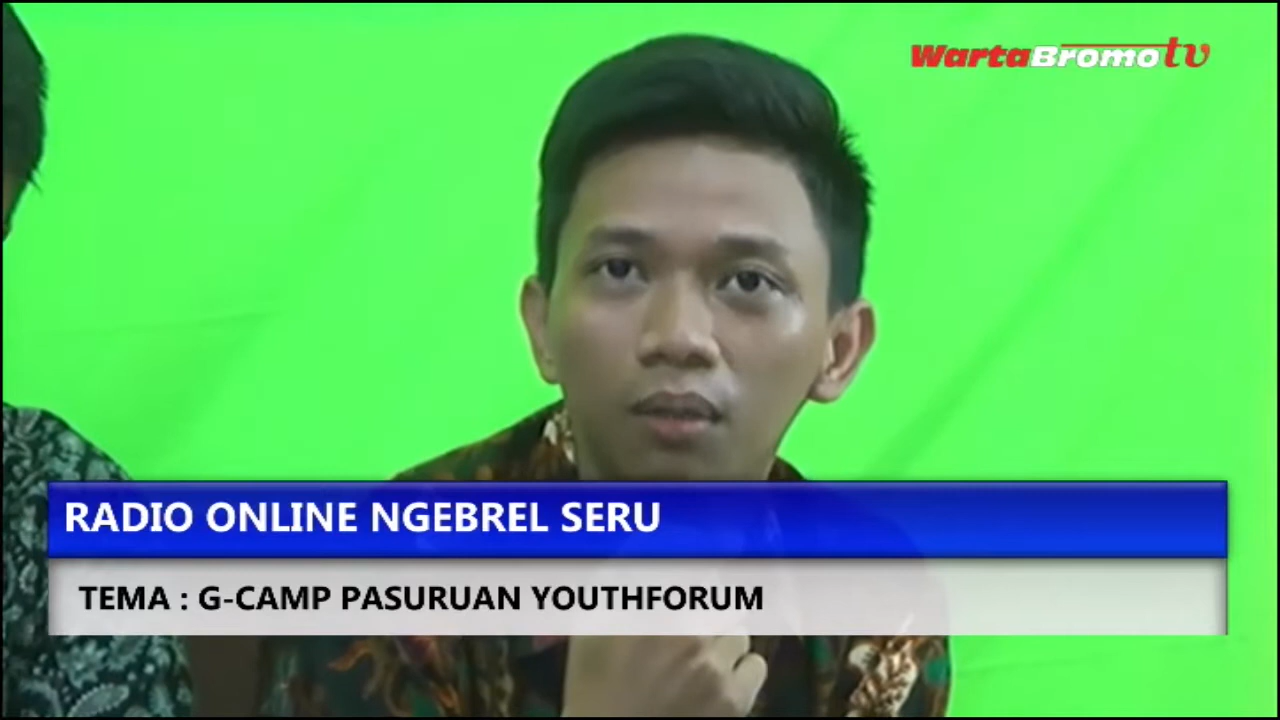 WartaBromotv
RADIO ONLINE NGEBREL SERU
TEMA : G-CAMP PASURUAN YOUTHFORUM